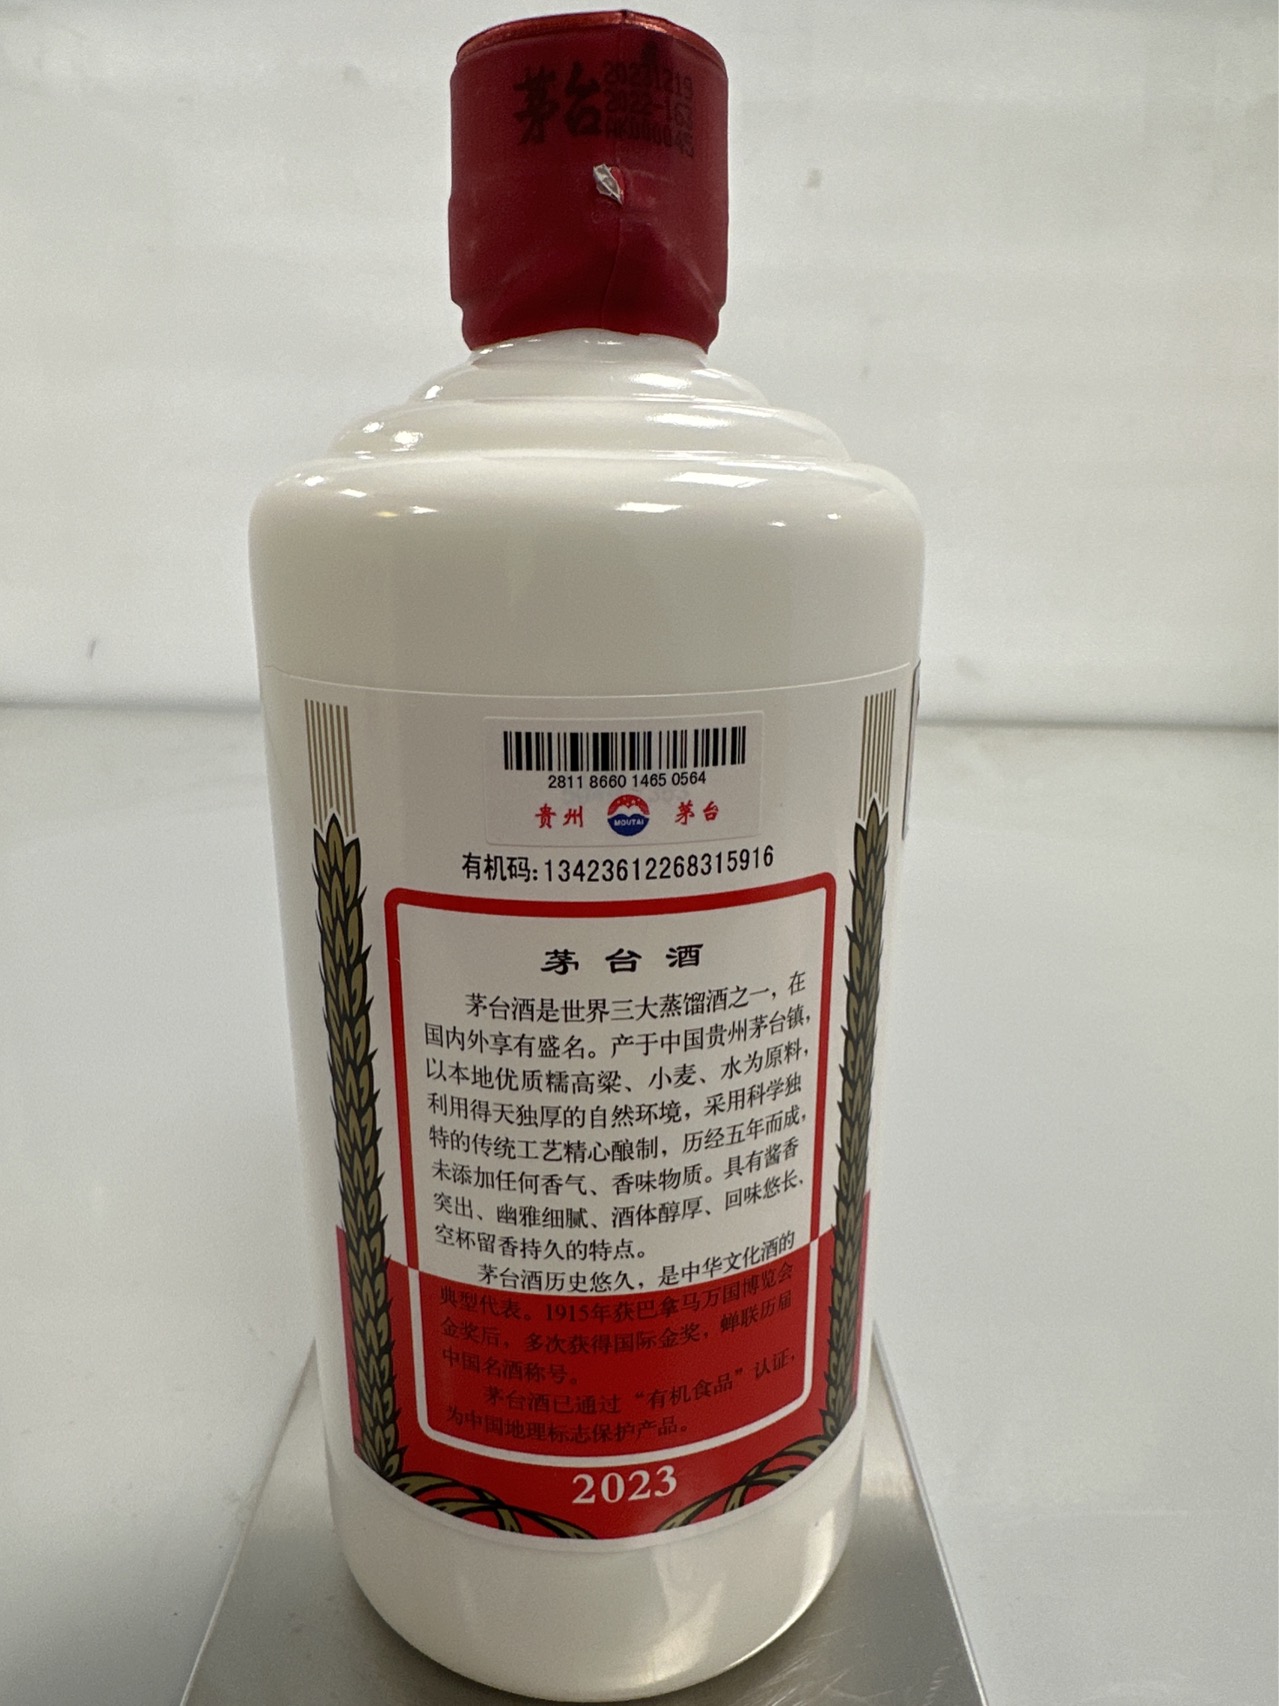 茅台
2022-162
2811 8660 1465 0564
贵州 MOUTAI 茅台
有机码:13423612268315916
茅台酒
茅台酒是世界三大蒸馏酒之一，在
国内外享有盛名。产于中国贵州茅台镇，
以本地优质糯高粱、小麦、水为原料，
利用得天独厚的自然环境，采用科学独
特的传统工艺精心酿制，历经五年而成，
未添加任何香气、香味物质。具有酱香
突出、幽雅细腻、酒体醇厚、回味悠长、
空杯留香持久的特点。
茅台酒历史悠久，是中华文化酒的
典型代表。1915年获巴拿马万国博览会
金奖后，多次获得国际金奖，蝉联历届
中国名酒称号。
茅台酒已通过“有机食品”认证，
为中国地理标志保护产品。
2023